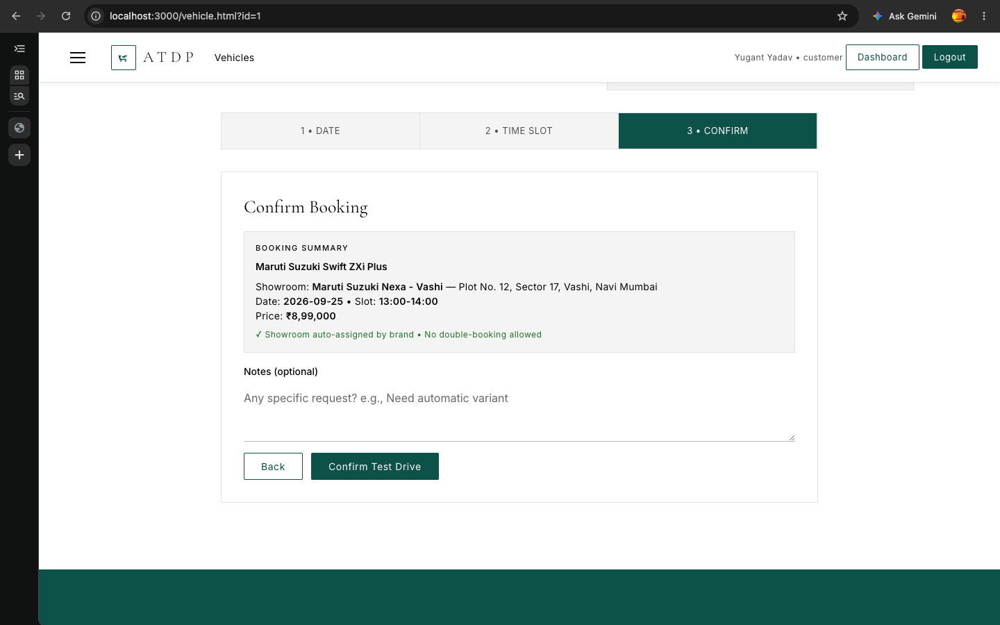 localhost:3000/vehicle.html?id=1
Ask Gemini
ATDP
Vehicles
Yugant Yadav • customer
Dashboard
Logout
1 • DATE
2 • TIME SLOT
3 • CONFIRM
Confirm Booking
BOOKING SUMMARY
Maruti Suzuki Swift ZXi Plus
Showroom: Maruti Suzuki Nexa - Vashi — Plot No. 12, Sector 17, Vashi, Navi Mumbai
Date: 2026-09-25 • Slot: 13:00-14:00
Price: ₹8,99,000
✓ Showroom auto-assigned by brand • No double-booking allowed
Notes (optional)
Any specific request? e.g., Need automatic variant
Back
Confirm Test Drive